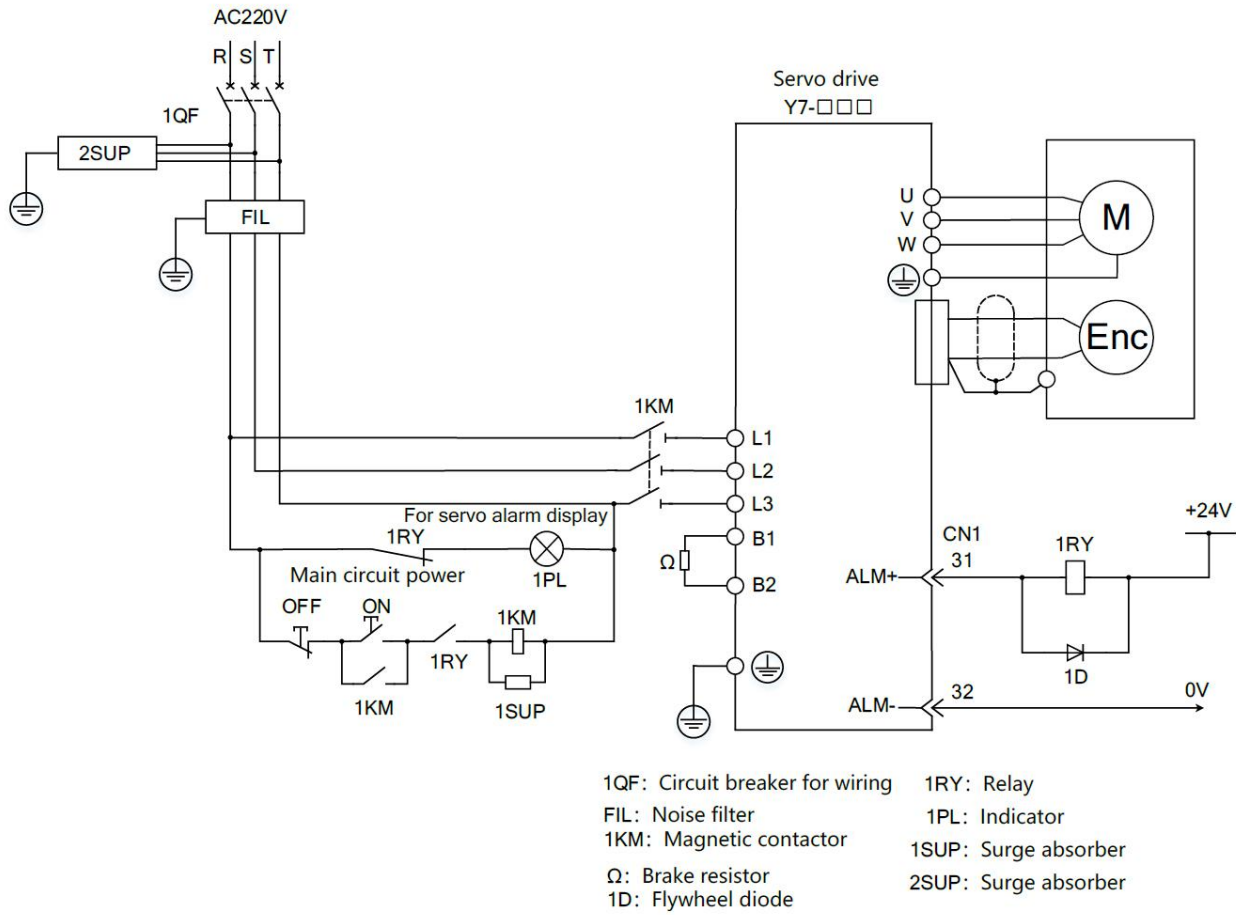 AC220V
R S T
1QF
2SUP
FIL
Servo drive
Y7-□□□
U
V
W
M
Enc
1KM
L1
L2
L3
For servo alarm display
1RY
1PL
Main circuit power
OFF
ON
1KM
1RY
1KM
1SUP
Ω
B1
B2
CN1
+24V
ALM+
31
1RY
1D
ALM-
32
0V
1QF: Circuit breaker for wiring
FIL: Noise filter
1KM: Magnetic contactor
Ω: Brake resistor
1D: Flywheel diode
1RY: Relay
1PL: Indicator
1SUP: Surge absorber
2SUP: Surge absorber